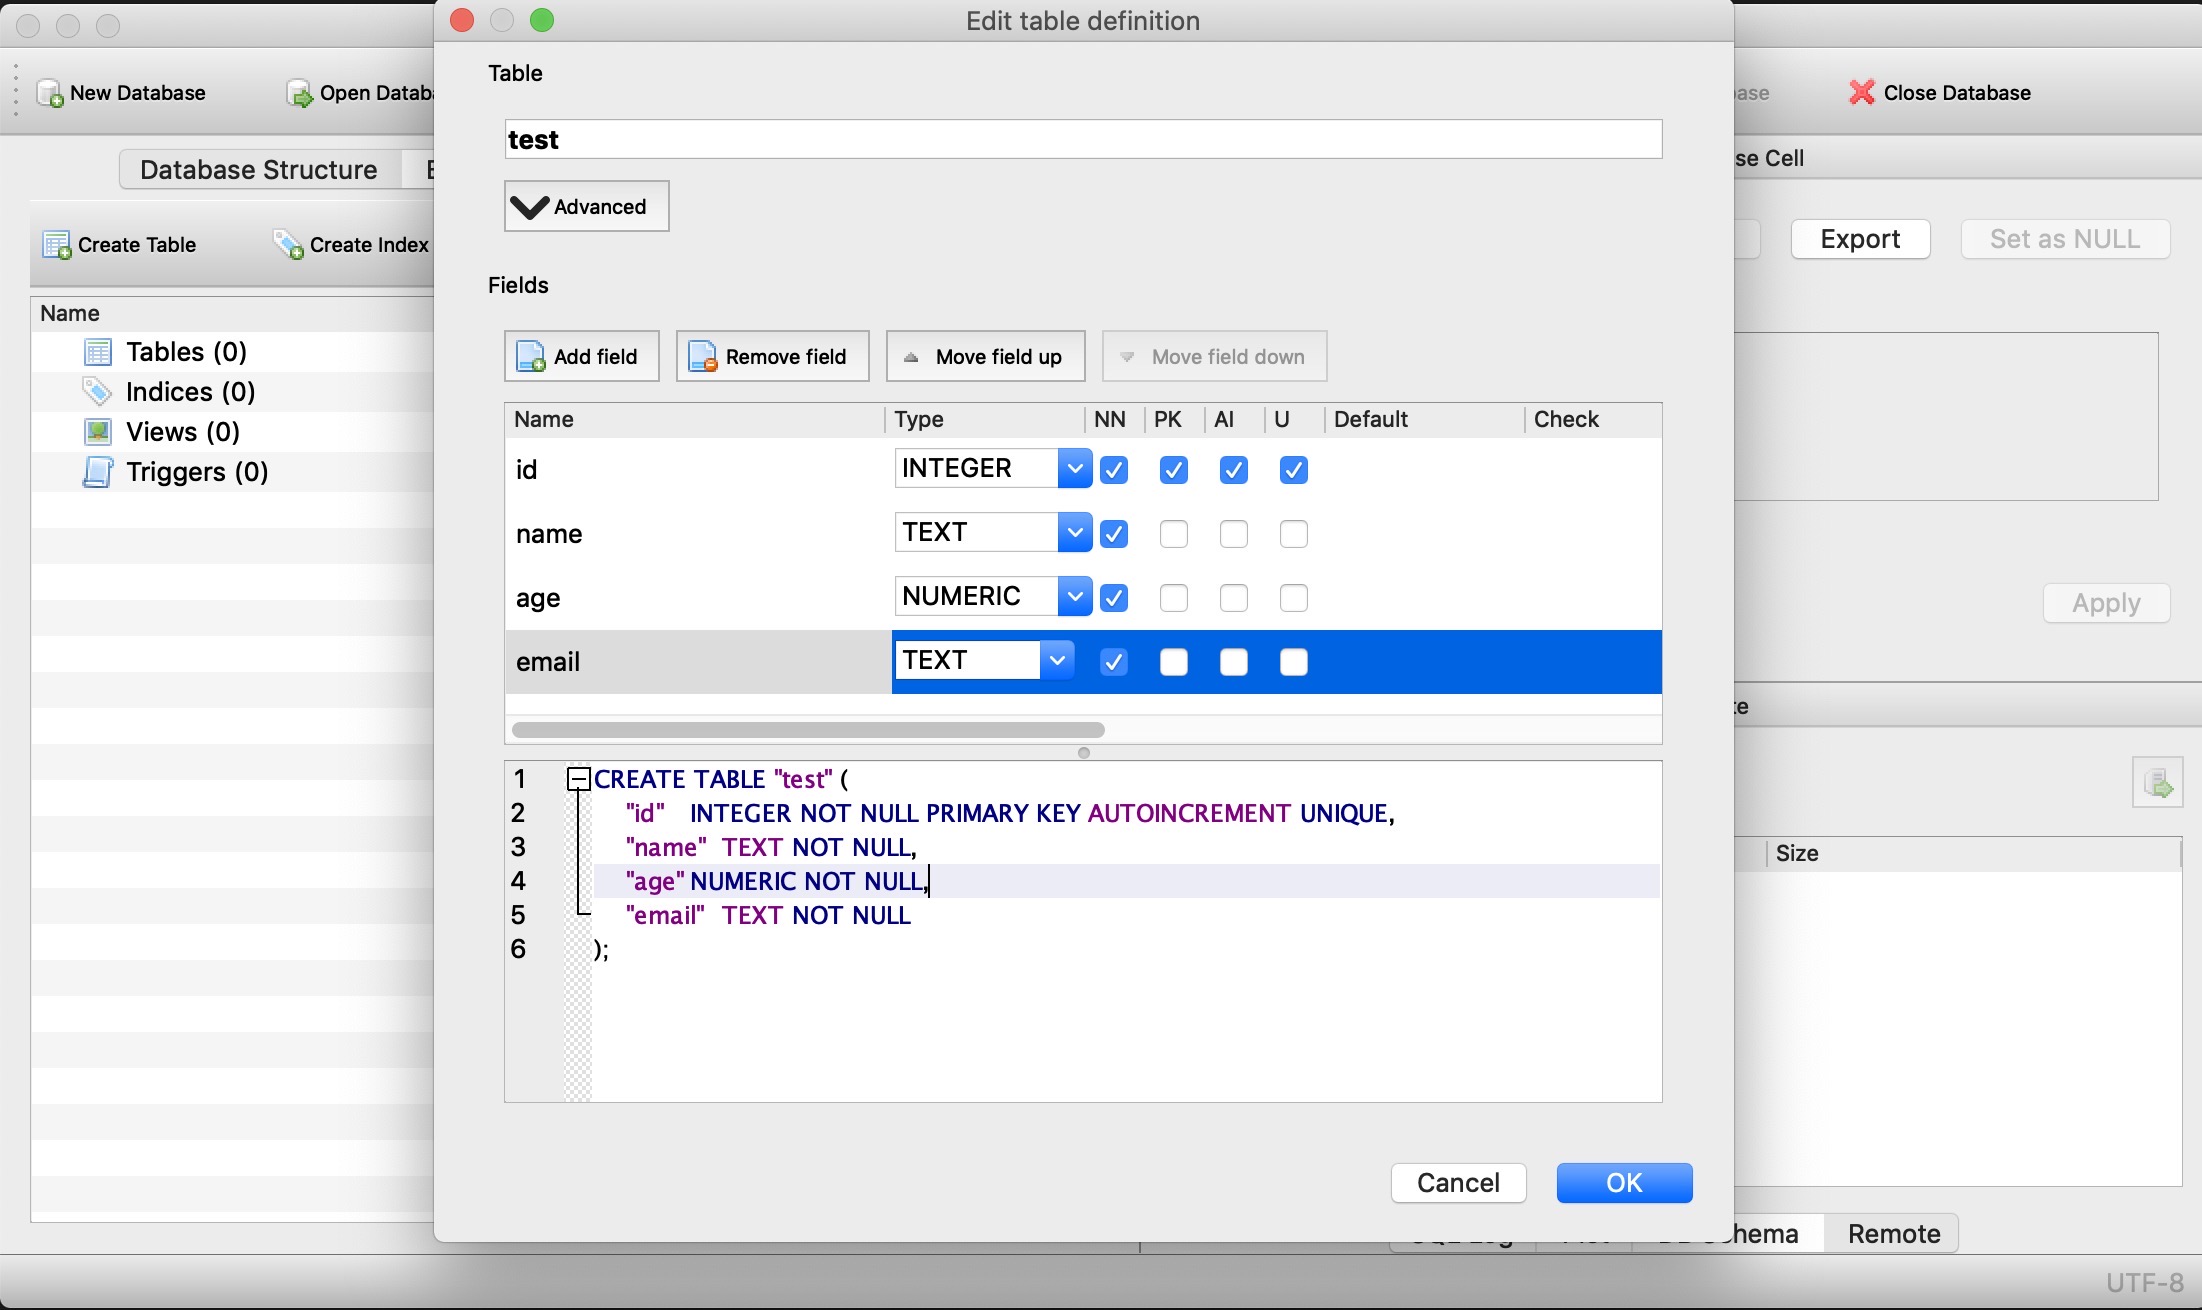 Edit table definition
New Database
Open Datab
ase
Close Database
Table
test
Database Structure
se Cell
Advanced
Create Table
Create Index
Export
Set as NULL
Fields
Name
Tables (0)
Indices (0)
Views (0)
Triggers (0)
Add field
Remove field
Move field up
Move field down
Name Type NN PK AI U Default Check
id INTEGER
name TEXT
age NUMERIC
email TEXT
Apply
1 CREATE TABLE "test" (
2 "id" INTEGER NOT NULL PRIMARY KEY AUTOINCREMENT UNIQUE,
3 "name" TEXT NOT NULL,
4 "age" NUMERIC NOT NULL,
5 "email" TEXT NOT NULL
6 );
Size
Cancel
OK
hema
Remote
UTF-8